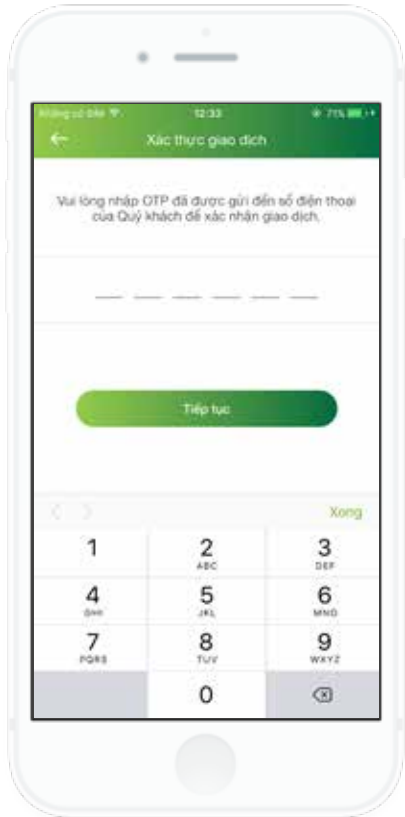 Không có SIM 12:33 71%
Xác thực giao dịch
Vui lòng nhập OTP đã được gửi đến số điện thoại
của Quý khách để xác nhận giao dịch.
Tiếp tục
Xong
1 2 3
ABC DEF
4 5 6
GHI JKL MNO
7 8 9
PQRS TUV WXYZ
0